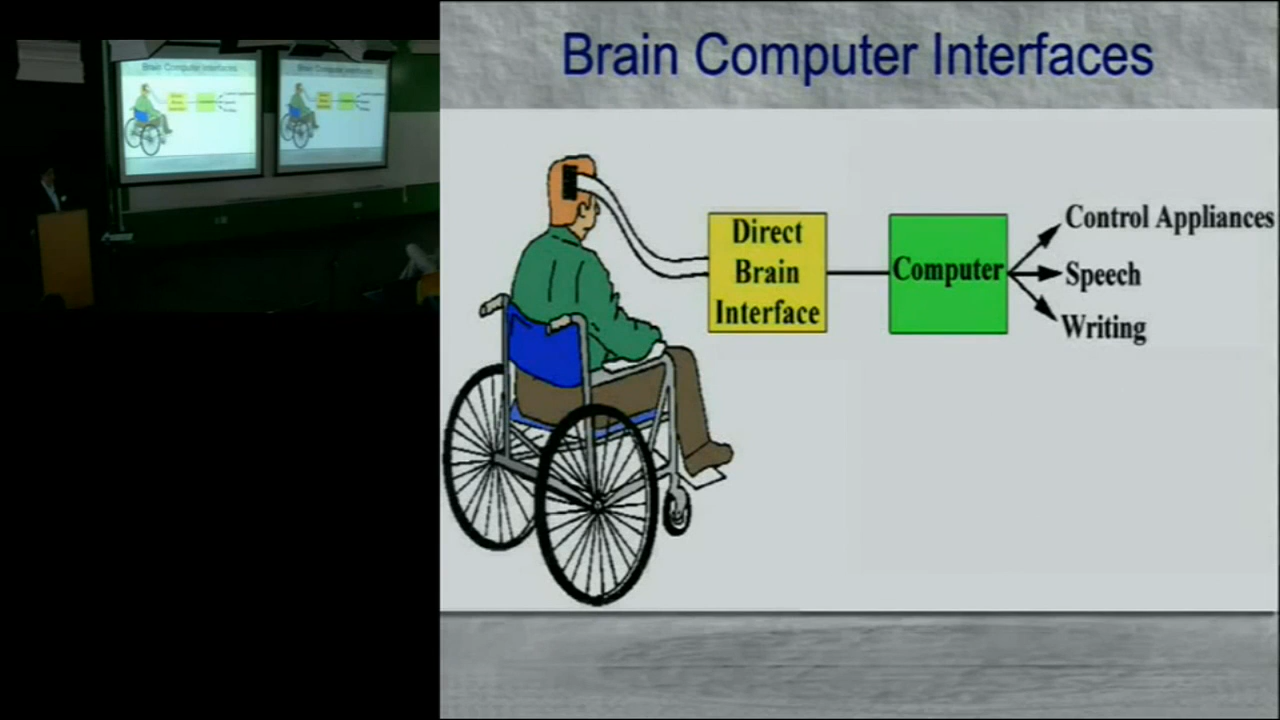 Brain Computer Interfaces
Direct
Brain
Interface
Computer
Control Appliances
Speech
Writing